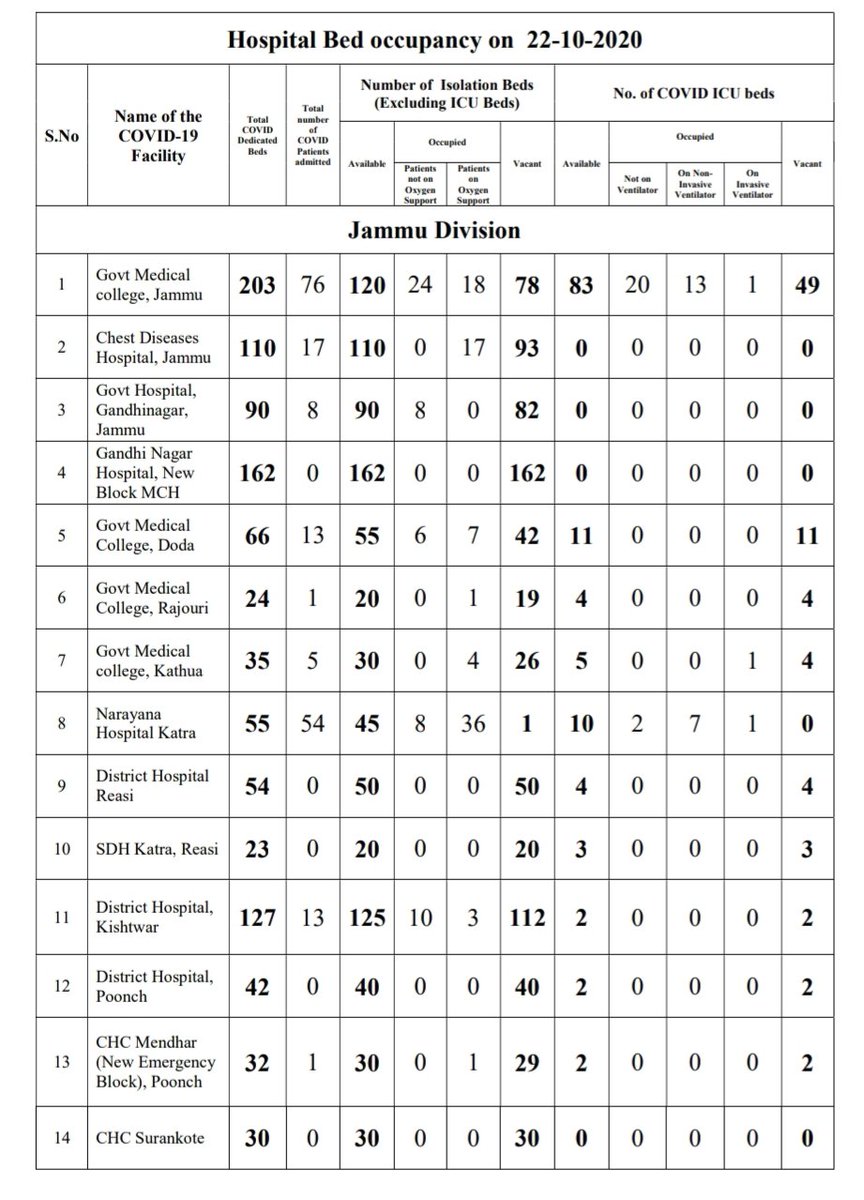 Hospital Bed occupancy on 22-10-2020
S.No
Name of the
COVID-19
Facility
Total
COVID
Dedicated
Beds
Total
number
of
COVID
Patients
admitted
Number of Isolation Beds
(Excluding ICU Beds)
No. of COVID ICU beds
Available
Occupied
Patients
not on
Oxygen
Support
Patients
on
Oxygen
Support
Vacant
Available
Occupied
Not on
Ventilator
On Non-
Invasive
Ventilator
On
Invasive
Ventilator
Vacant
Jammu Division
1 Govt Medical
college, Jammu 203 76 120 24 18 78 83 20 13 1 49
2 Chest Diseases
Hospital, Jammu 110 17 110 0 17 93 0 0 0 0 0
3 Govt Hospital,
Gandhinagar,
Jammu 90 8 90 8 0 82 0 0 0 0 0
4 Gandhi Nagar
Hospital, New
Block MCH 162 0 162 0 0 162 0 0 0 0 0
5 Govt Medical
College, Doda 66 13 55 6 7 42 11 0 0 0 11
6 Govt Medical
College, Rajouri 24 1 20 0 1 19 4 0 0 0 4
7 Govt Medical
college, Kathua 35 5 30 0 4 26 5 0 0 1 4
8 Narayana
Hospital Katra 55 54 45 8 36 1 10 2 7 1 0
9 District Hospital
Reasi 54 0 50 0 0 50 4 0 0 0 4
10 SDH Katra, Reasi 23 0 20 0 0 20 3 0 0 0 3
11 District Hospital,
Kishtwar 127 13 125 10 3 112 2 0 0 0 2
12 District Hospital,
Poonch 42 0 40 0 0 40 2 0 0 0 2
13 CHC Mendhar
(New Emergency
Block), Poonch 32 1 30 0 1 29 2 0 0 0 2
14 CHC Surankote 30 0 30 0 0 30 0 0 0 0 0